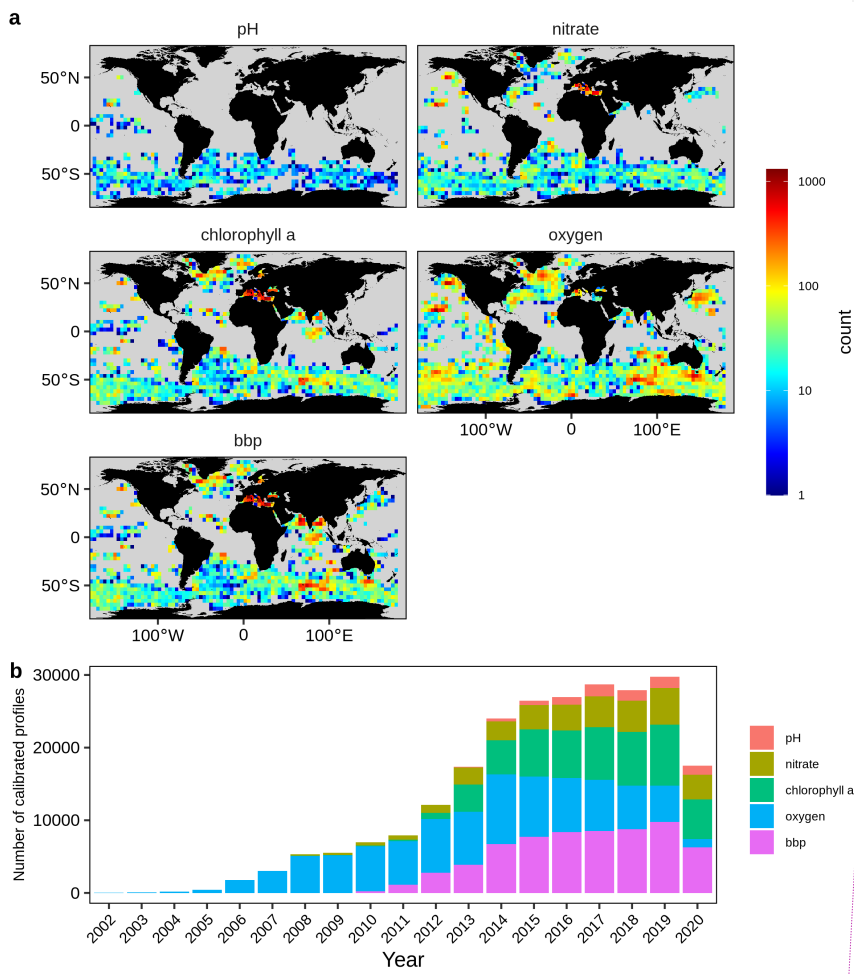 a
pH
nitrate
50°N
0
50°S
chlorophyll a
oxygen
50°N
0
50°S
100°W
0
100°E
bbp
50°N
0
50°S
100°W
0
100°E
1000
100
10
1
count
b
Number of calibrated profiles
30000
20000
10000
0
2002
2003
2004
2005
2006
2007
2008
2009
2010
2011
2012
2013
2014
2015
2016
2017
2018
2019
2020
Year
pH
nitrate
chlorophyll a
oxygen
bbp